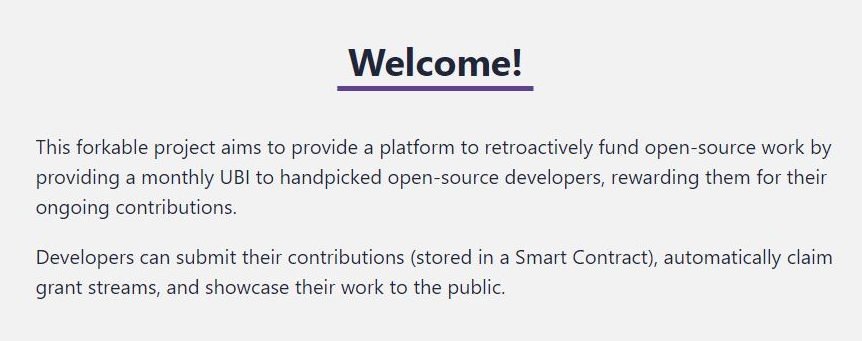 Welcome!
This forkable project aims to provide a platform to retroactively fund open-source work by
providing a monthly UBI to handpicked open-source developers, rewarding them for their
ongoing contributions.
Developers can submit their contributions (stored in a Smart Contract), automatically claim
grant streams, and showcase their work to the public.